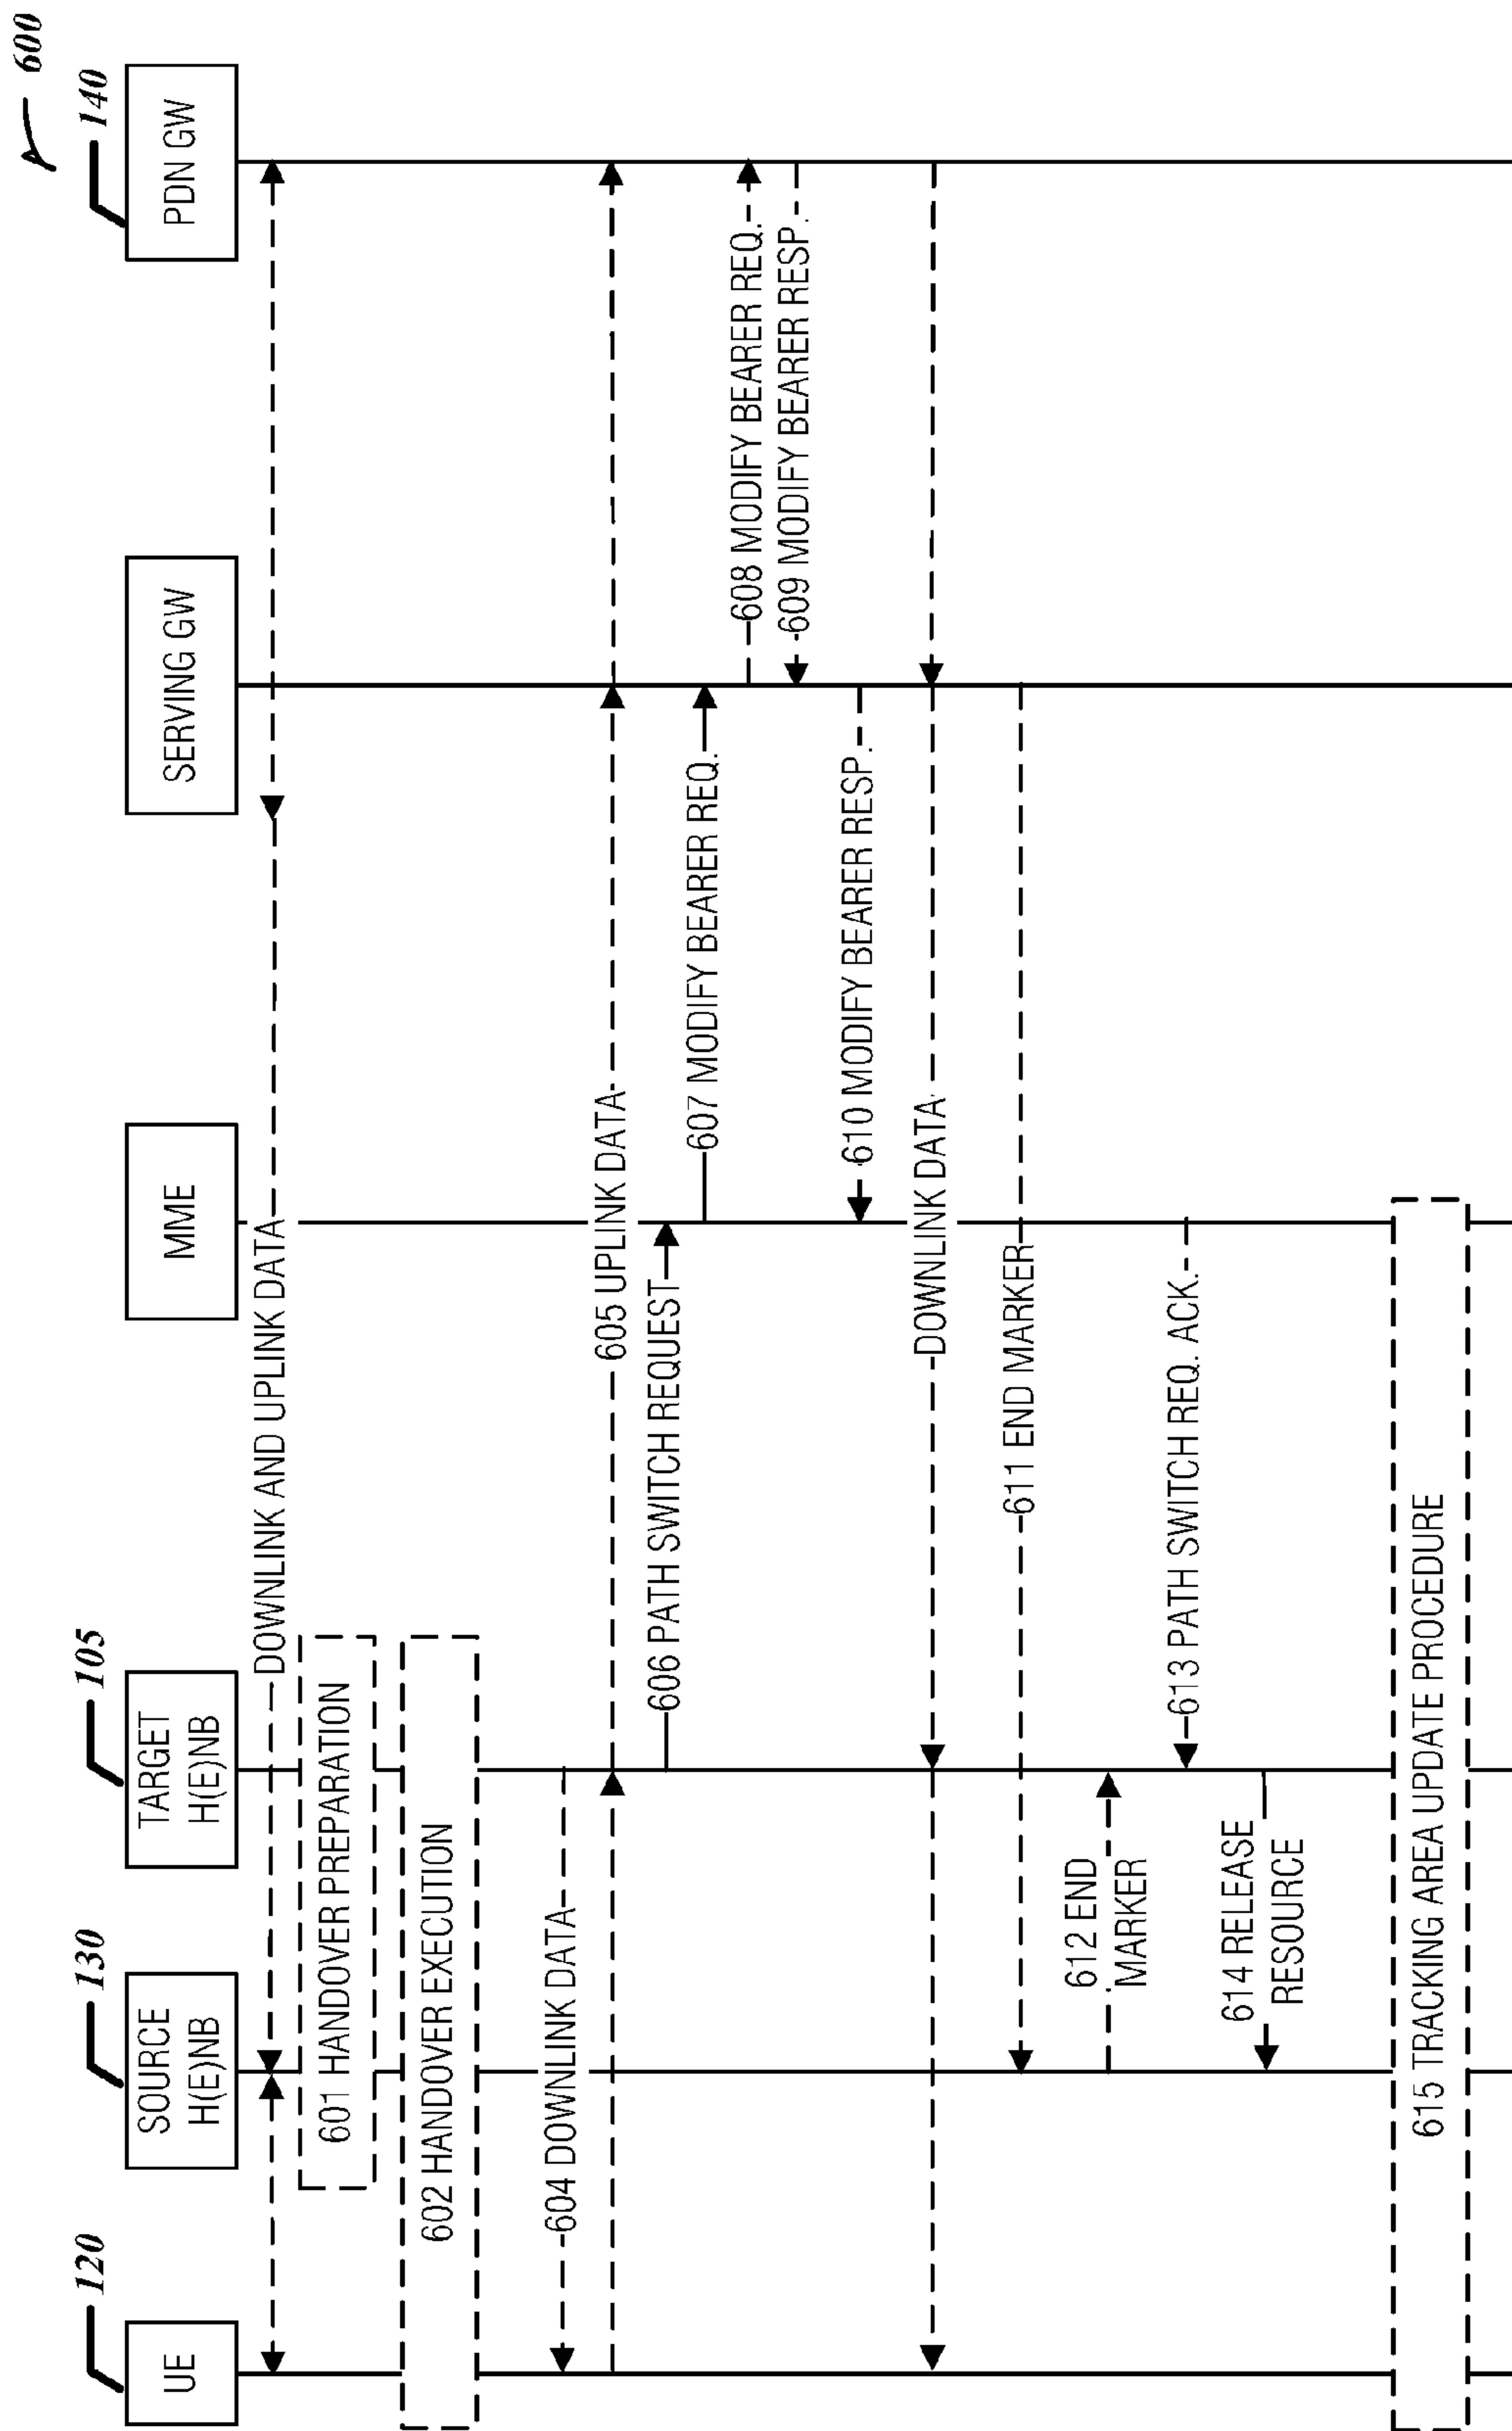 600
120
130
105
140
UE
SOURCE
H(E)NB
TARGET
H(E)NB
MME
SERVING GW
PDN GW
DOWNLINK AND UPLINK DATA
601 HANDOVER PREPARATION
602 HANDOVER EXECUTION
604 DOWNLINK DATA
605 UPLINK DATA
606 PATH SWITCH REQUEST
607 MODIFY BEARER REQ.
608 MODIFY BEARER REQ.
609 MODIFY BEARER RESP.
610 MODIFY BEARER RESP.
DOWNLINK DATA
611 END MARKER
612 END
MARKER
613 PATH SWITCH REQ. ACK.
614 RELEASE
RESOURCE
615 TRACKING AREA UPDATE PROCEDURE